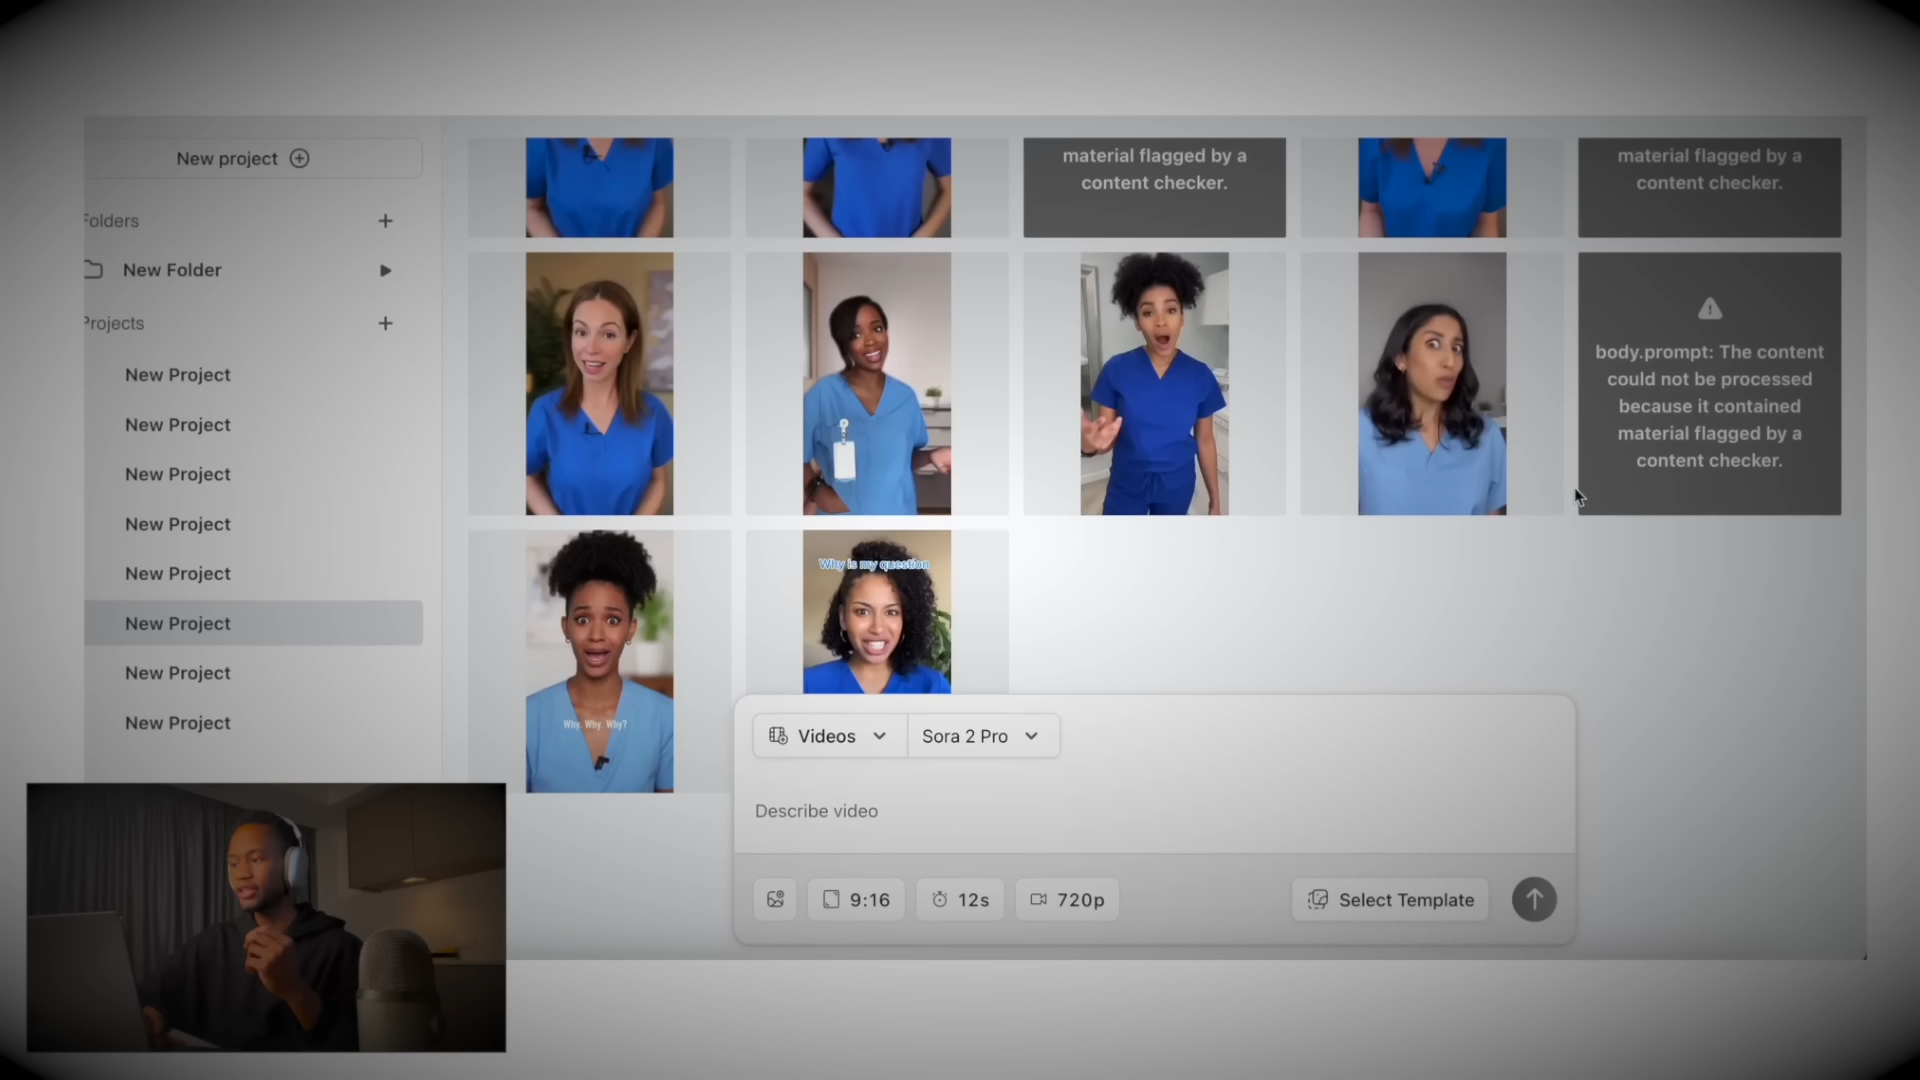 New project
Folders
New Folder
Projects
New Project
New Project
New Project
New Project
New Project
New Project
New Project
New Project
material flagged by a
content checker.
material flagged by a
content checker.
body.prompt: The content
could not be processed
because it contained
material flagged by a
content checker.
Why. Why. Why?
Why is my question
Videos
Sora 2 Pro
Describe video
9:16
12s
720p
Select Template